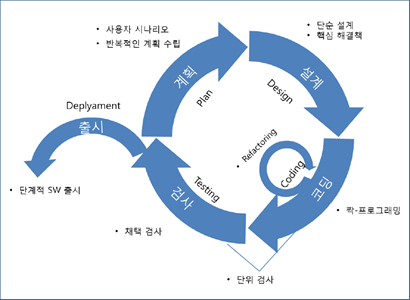 • 사용자 시나리오
• 반복적인 계획 수립
• 단순 설계
• 핵심 해결책
계획
Plan
설계
Design
Deplyament
출시
• 단계적 SW 출시
• Refactoring
Coding
코딩
• 짝-프로그래밍
Testing
검사
• 채택 검사
• 단위 검사